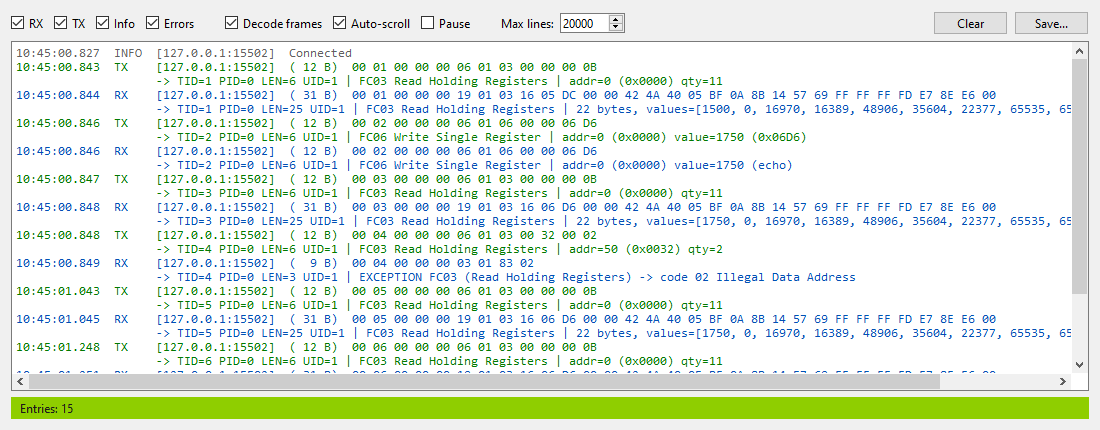 RX TX Info Errors Decode frames Auto-scroll Pause Max lines: 20000 Clear Save...
10:45:00.827 INFO [127.0.0.1:15502] Connected
10:45:00.843 TX [127.0.0.1:15502] ( 12 B) 00 01 00 00 00 06 01 03 00 00 00 0B
-> TID=1 PID=0 LEN=6 UID=1 | FC03 Read Holding Registers | addr=0 (0x0000) qty=11
10:45:00.844 RX [127.0.0.1:15502] ( 31 B) 00 01 00 00 00 19 01 03 16 05 DC 00 00 42 4A 40 05 BF 0A 8B 14 57 69 FF FF FF FD E7 8E E6 00
-> TID=1 PID=0 LEN=25 UID=1 | FC03 Read Holding Registers | 22 bytes, values=[1500, 0, 16970, 16389, 48906, 35604, 22377, 65535, 65
10:45:00.846 TX [127.0.0.1:15502] ( 12 B) 00 02 00 00 00 06 01 06 00 00 06 D6
-> TID=2 PID=0 LEN=6 UID=1 | FC06 Write Single Register | addr=0 (0x0000) value=1750 (0x06D6)
10:45:00.846 RX [127.0.0.1:15502] ( 12 B) 00 02 00 00 00 06 01 06 00 00 06 D6
-> TID=2 PID=0 LEN=6 UID=1 | FC06 Write Single Register | addr=0 (0x0000) value=1750 (echo)
10:45:00.847 TX [127.0.0.1:15502] ( 12 B) 00 03 00 00 00 06 01 03 00 00 00 0B
-> TID=3 PID=0 LEN=6 UID=1 | FC03 Read Holding Registers | addr=0 (0x0000) qty=11
10:45:00.848 RX [127.0.0.1:15502] ( 31 B) 00 03 00 00 00 19 01 03 16 06 D6 00 00 42 4A 40 05 BF 0A 8B 14 57 69 FF FF FF FD E7 8E E6 00
-> TID=3 PID=0 LEN=25 UID=1 | FC03 Read Holding Registers | 22 bytes, values=[1750, 0, 16970, 16389, 48906, 35604, 22377, 65535, 65
10:45:00.848 TX [127.0.0.1:15502] ( 12 B) 00 04 00 00 00 06 01 03 00 32 00 02
-> TID=4 PID=0 LEN=6 UID=1 | FC03 Read Holding Registers | addr=50 (0x0032) qty=2
10:45:00.849 RX [127.0.0.1:15502] ( 9 B) 00 04 00 00 00 03 01 83 02
-> TID=4 PID=0 LEN=3 UID=1 | EXCEPTION FC03 (Read Holding Registers) -> code 02 Illegal Data Address
10:45:01.043 TX [127.0.0.1:15502] ( 12 B) 00 05 00 00 00 06 01 03 00 00 00 0B
-> TID=5 PID=0 LEN=6 UID=1 | FC03 Read Holding Registers | addr=0 (0x0000) qty=11
10:45:01.045 RX [127.0.0.1:15502] ( 31 B) 00 05 00 00 00 19 01 03 16 06 D6 00 00 42 4A 40 05 BF 0A 8B 14 57 69 FF FF FF FD E7 8E E6 00
-> TID=5 PID=0 LEN=25 UID=1 | FC03 Read Holding Registers | 22 bytes, values=[1750, 0, 16970, 16389, 48906, 35604, 22377, 65535, 65
10:45:01.248 TX [127.0.0.1:15502] ( 12 B) 00 06 00 00 00 06 01 03 00 00 00 0B
-> TID=6 PID=0 LEN=6 UID=1 | FC03 Read Holding Registers | addr=0 (0x0000) qty=11
Entries: 15